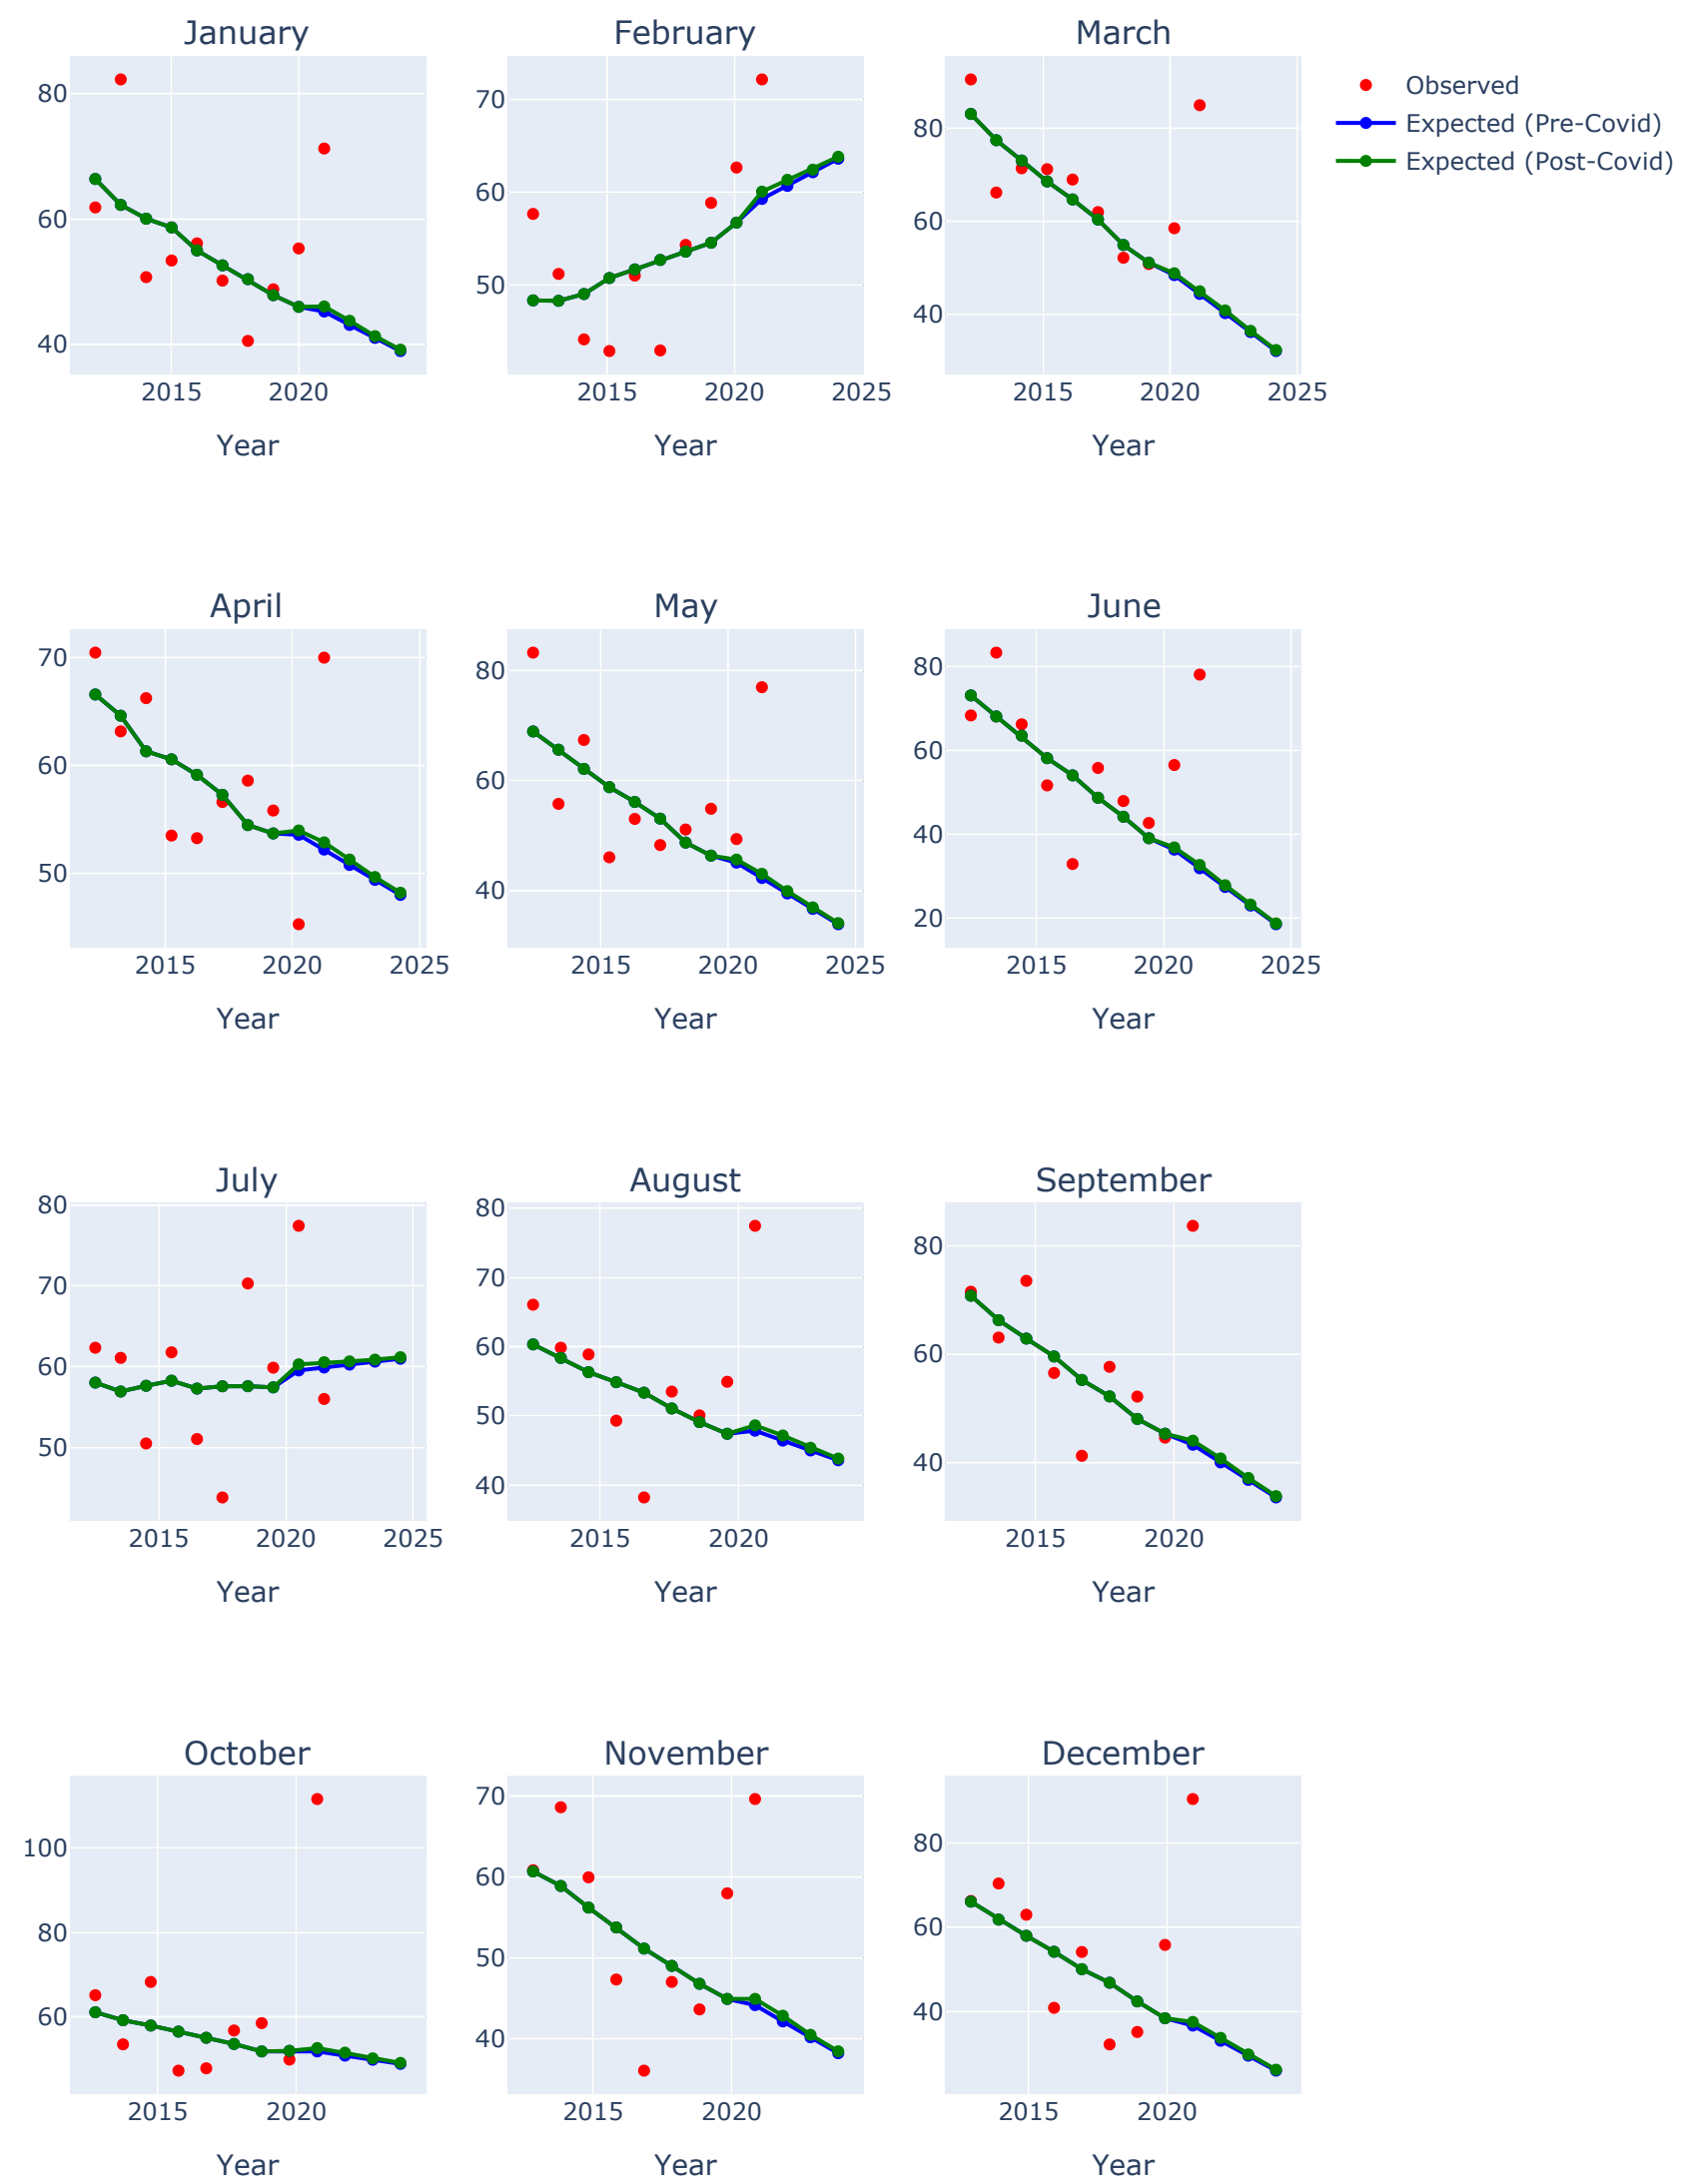 January
February
March
Observed
Expected (Pre-Covid)
Expected (Post-Covid)
80
60
40
70
60
50
80
60
40
2015 2020
2015 2020 2025
2015 2020 2025
Year
Year
Year
April
May
June
70
60
50
80
60
40
80
60
40
20
2015 2020 2025
2015 2020 2025
2015 2020 2025
Year
Year
Year
July
August
September
80
70
60
50
80
70
60
50
40
80
60
40
2015 2020 2025
2015 2020
2015 2020
Year
Year
Year
October
November
December
100
80
60
70
60
50
40
80
60
40
2015 2020
2015 2020
2015 2020
Year
Year
Year